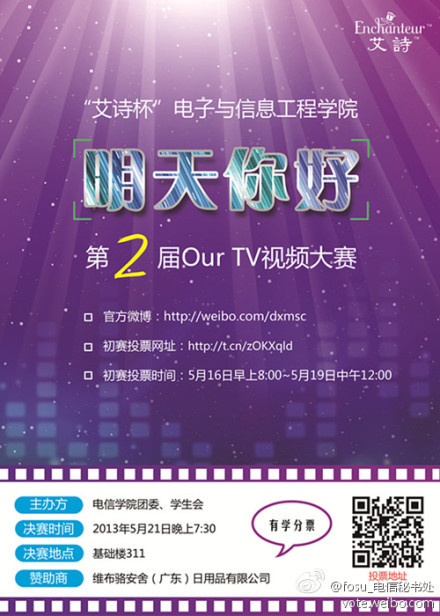 Enchanteur™
艾詩™
“艾诗杯”电子与信息工程学院
明天你好
第2届Our TV视频大赛
官方微博：http://weibo.com/dxmsc
初赛投票网址：http://t.cn/zOKXqld
初赛投票时间：5月16日早上8:00~5月19日中午12:00
主办方 电信学院团委、学生会
决赛时间 2013年5月21日晚上7:30
决赛地点 基础楼311
赞助商 维布骆安舍（广东）日用品有限公司
有学分票
投票地址
@fosu_电信秘书处
vote.weibo.com